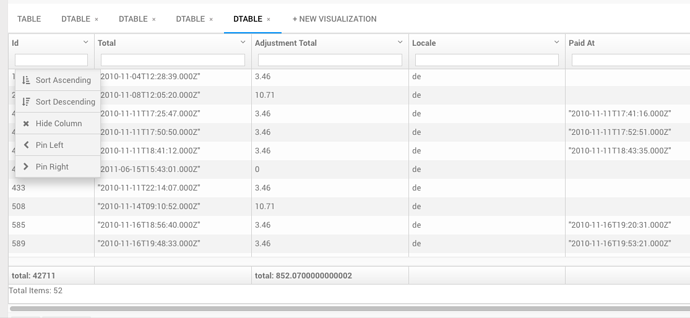 TABLE DTABLE × DTABLE × DTABLE × DTABLE × + NEW VISUALIZATION
Id Total Adjustment Total Locale Paid At
"2010-11-04T12:28:39.000Z" 3.46 de
Sort Ascending
"2010-11-08T12:05:20.000Z" 10.71 de
Sort Descending
"2010-11-11T17:25:47.000Z" 3.46 de "2010-11-11T17:41:16.000Z"
Hide Column
"2010-11-11T17:50:50.000Z" 3.46 de "2010-11-11T17:52:51.000Z"
Pin Left
"2010-11-11T18:41:12.000Z" 3.46 de "2010-11-11T18:43:35.000Z"
Pin Right
"2011-06-15T15:43:01.000Z" 0 de
433 "2010-11-11T22:14:07.000Z" 3.46 de
508 "2010-11-14T09:10:52.000Z" 10.71 de
585 "2010-11-16T18:56:40.000Z" 3.46 de "2010-11-16T19:20:31.000Z"
589 "2010-11-16T19:48:33.000Z" 3.46 de "2010-11-16T19:53:21.000Z"
total: 42711 total: 852.0700000000002
Total Items: 52